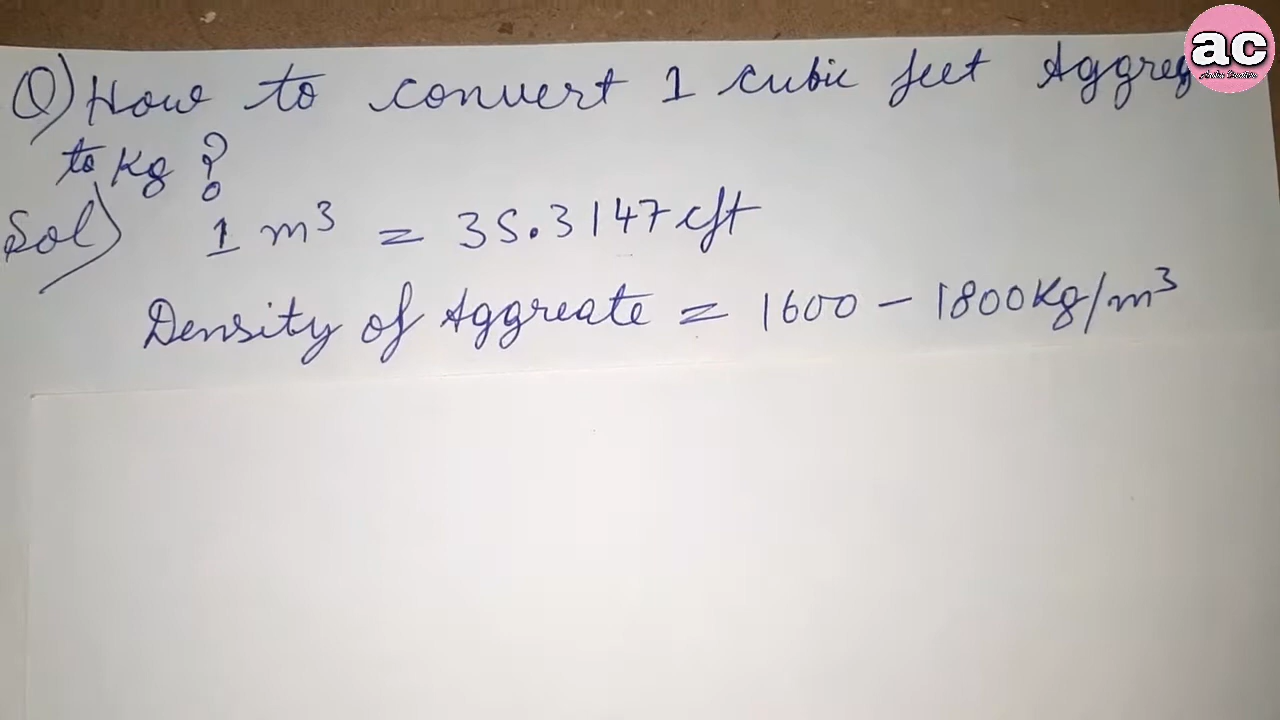 ac
Q) How to convert 1 cubic feet Aggreg
to Kg ?
Sol) 1 m³ = 35.3147 cft
Density of Aggreate = 1600 - 1800 Kg/m³